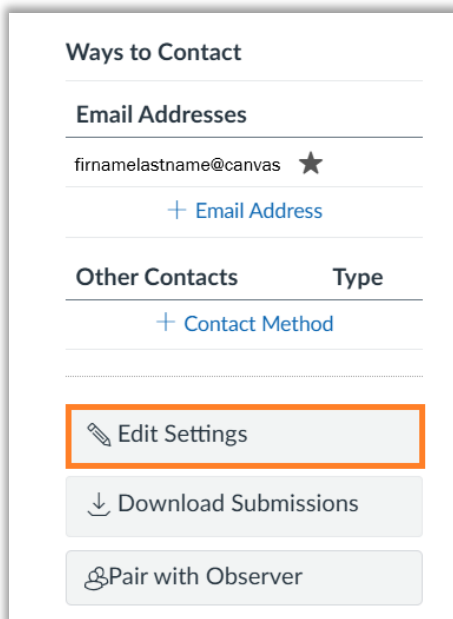 Ways to Contact
Email Addresses
firnamelastname@canvas
+ Email Address
Other Contacts Type
+ Contact Method
Edit Settings
Download Submissions
Pair with Observer